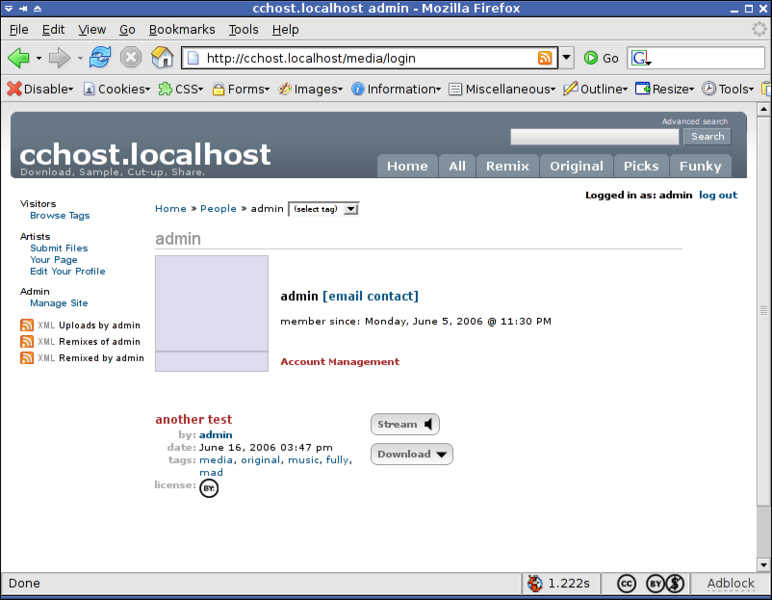 cchost.localhost admin - Mozilla Firefox
File Edit View Go Bookmarks Tools Help
http://cchost.localhost/media/login Go G
Disable Cookies CSS Forms Images Information Miscellaneous Outline Resize Tools
Advanced search
Search
cchost.localhost
Download, Sample, Cut-up, Share.
Home All Remix Original Picks Funky
Logged in as: admin log out
Visitors
Browse Tags
Artists
Submit Files
Your Page
Edit Your Profile
Admin
Manage Site
XML Uploads by admin
XML Remixes of admin
XML Remixed by admin
Home » People » admin (select tag)
admin
admin [email contact]
member since: Monday, June 5, 2006 @ 11:30 PM
Account Management
another test
by: admin
date: June 16, 2006 03:47 pm
tags: media, original, music, fully,
mad
license: BY:
Stream
Download
Done 1.222s CC BY $ Adblock